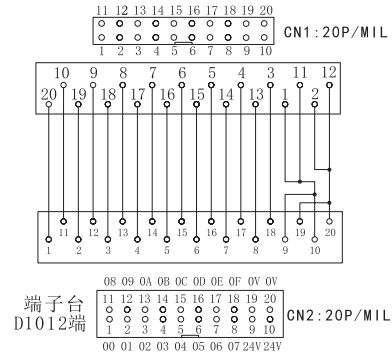 11 12 13 14 15 16 17 18 19 20
1 2 3 4 5 6 7 8 9 10
CN1:20P/MIL
10 9 8 7 6 5 4 3 11 12
20 19 18 17 16 15 14 13 1 2
11 12 13 14 15 16 17 18 19 20
1 2 3 4 5 6 7 8 9 10
08 09 0A 0B 0C 0D 0E 0F 0V 0V
端子台
D1012端
11 12 13 14 15 16 17 18 19 20
1 2 3 4 5 6 7 8 9 10
CN2:20P/MIL
00 01 02 03 04 05 06 07 24V 24V